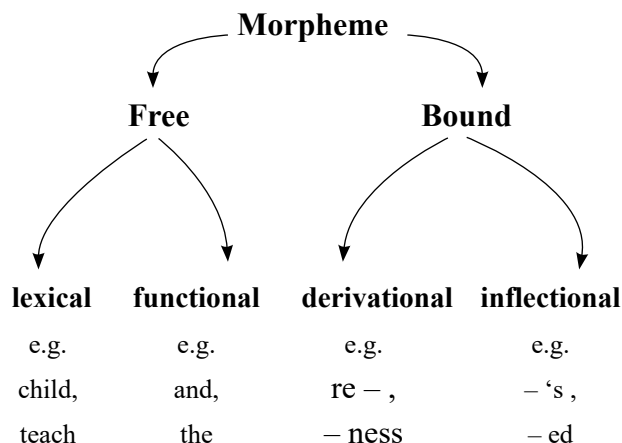 Morpheme
Free Bound
lexical functional derivational inflectional
e.g. e.g. e.g. e.g.
child, and, re – , – ‘s ,
teach the – ness – ed